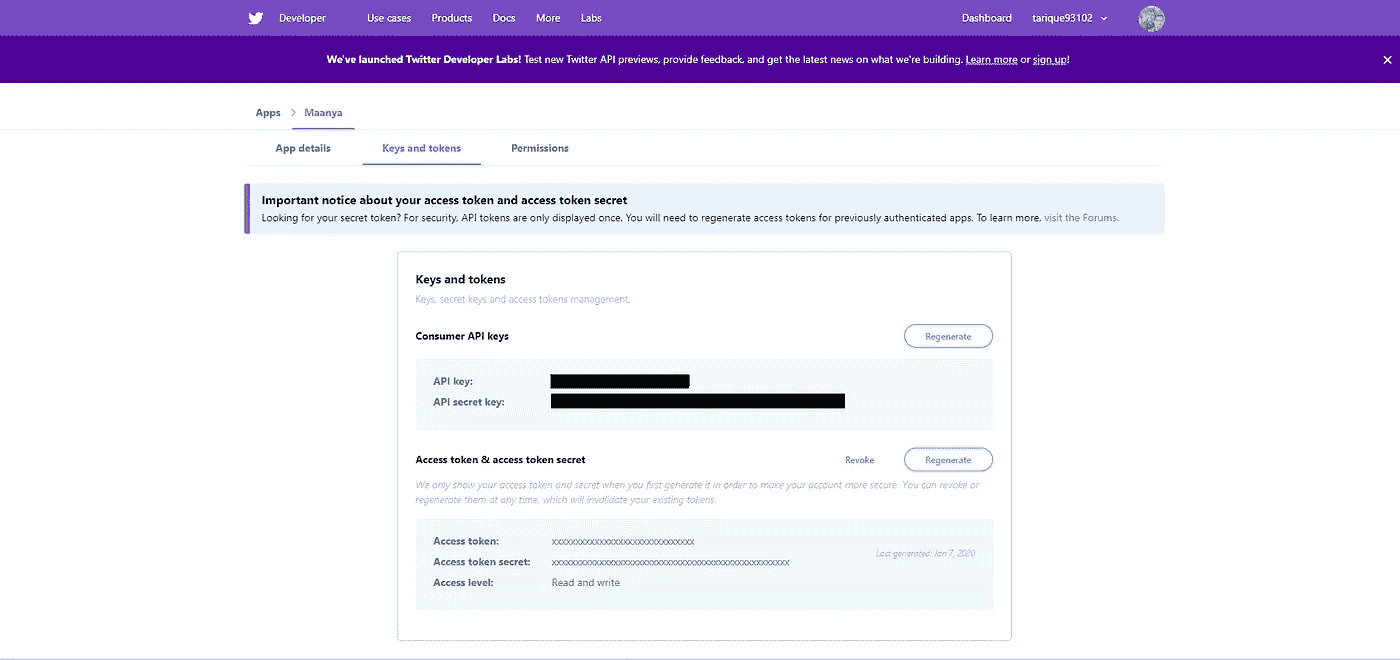 Developer Use cases Products Docs More Labs Dashboard tarique93102
We've launched Twitter Developer Labs! Test new Twitter API previews, provide feedback, and get the latest news on what we're building. Learn more or sign up!
Apps > Maanya
App details Keys and tokens Permissions
Important notice about your access token and access token secret
Looking for your secret token? For security, API tokens are only displayed once. You will need to regenerate access tokens for previously authenticated apps. To learn more, visit the Forums.
Keys and tokens
Keys, secret keys and access tokens management.
Consumer API keys Regenerate
API key:
API secret key:
Access token & access token secret Revoke Regenerate
We only show your access token and secret when you first generate it in order to make your account more secure. You can revoke or
regenerate them at any time, which will invalidate your existing tokens.
Access token: xxxxxxxxxxxxxxxxxxxxxxxxxxxxxx
Last generated: Jan 7, 2020
Access token secret: xxxxxxxxxxxxxxxxxxxxxxxxxxxxxxxxxxxxxxxxxxxxxxxxxx
Access level: Read and write